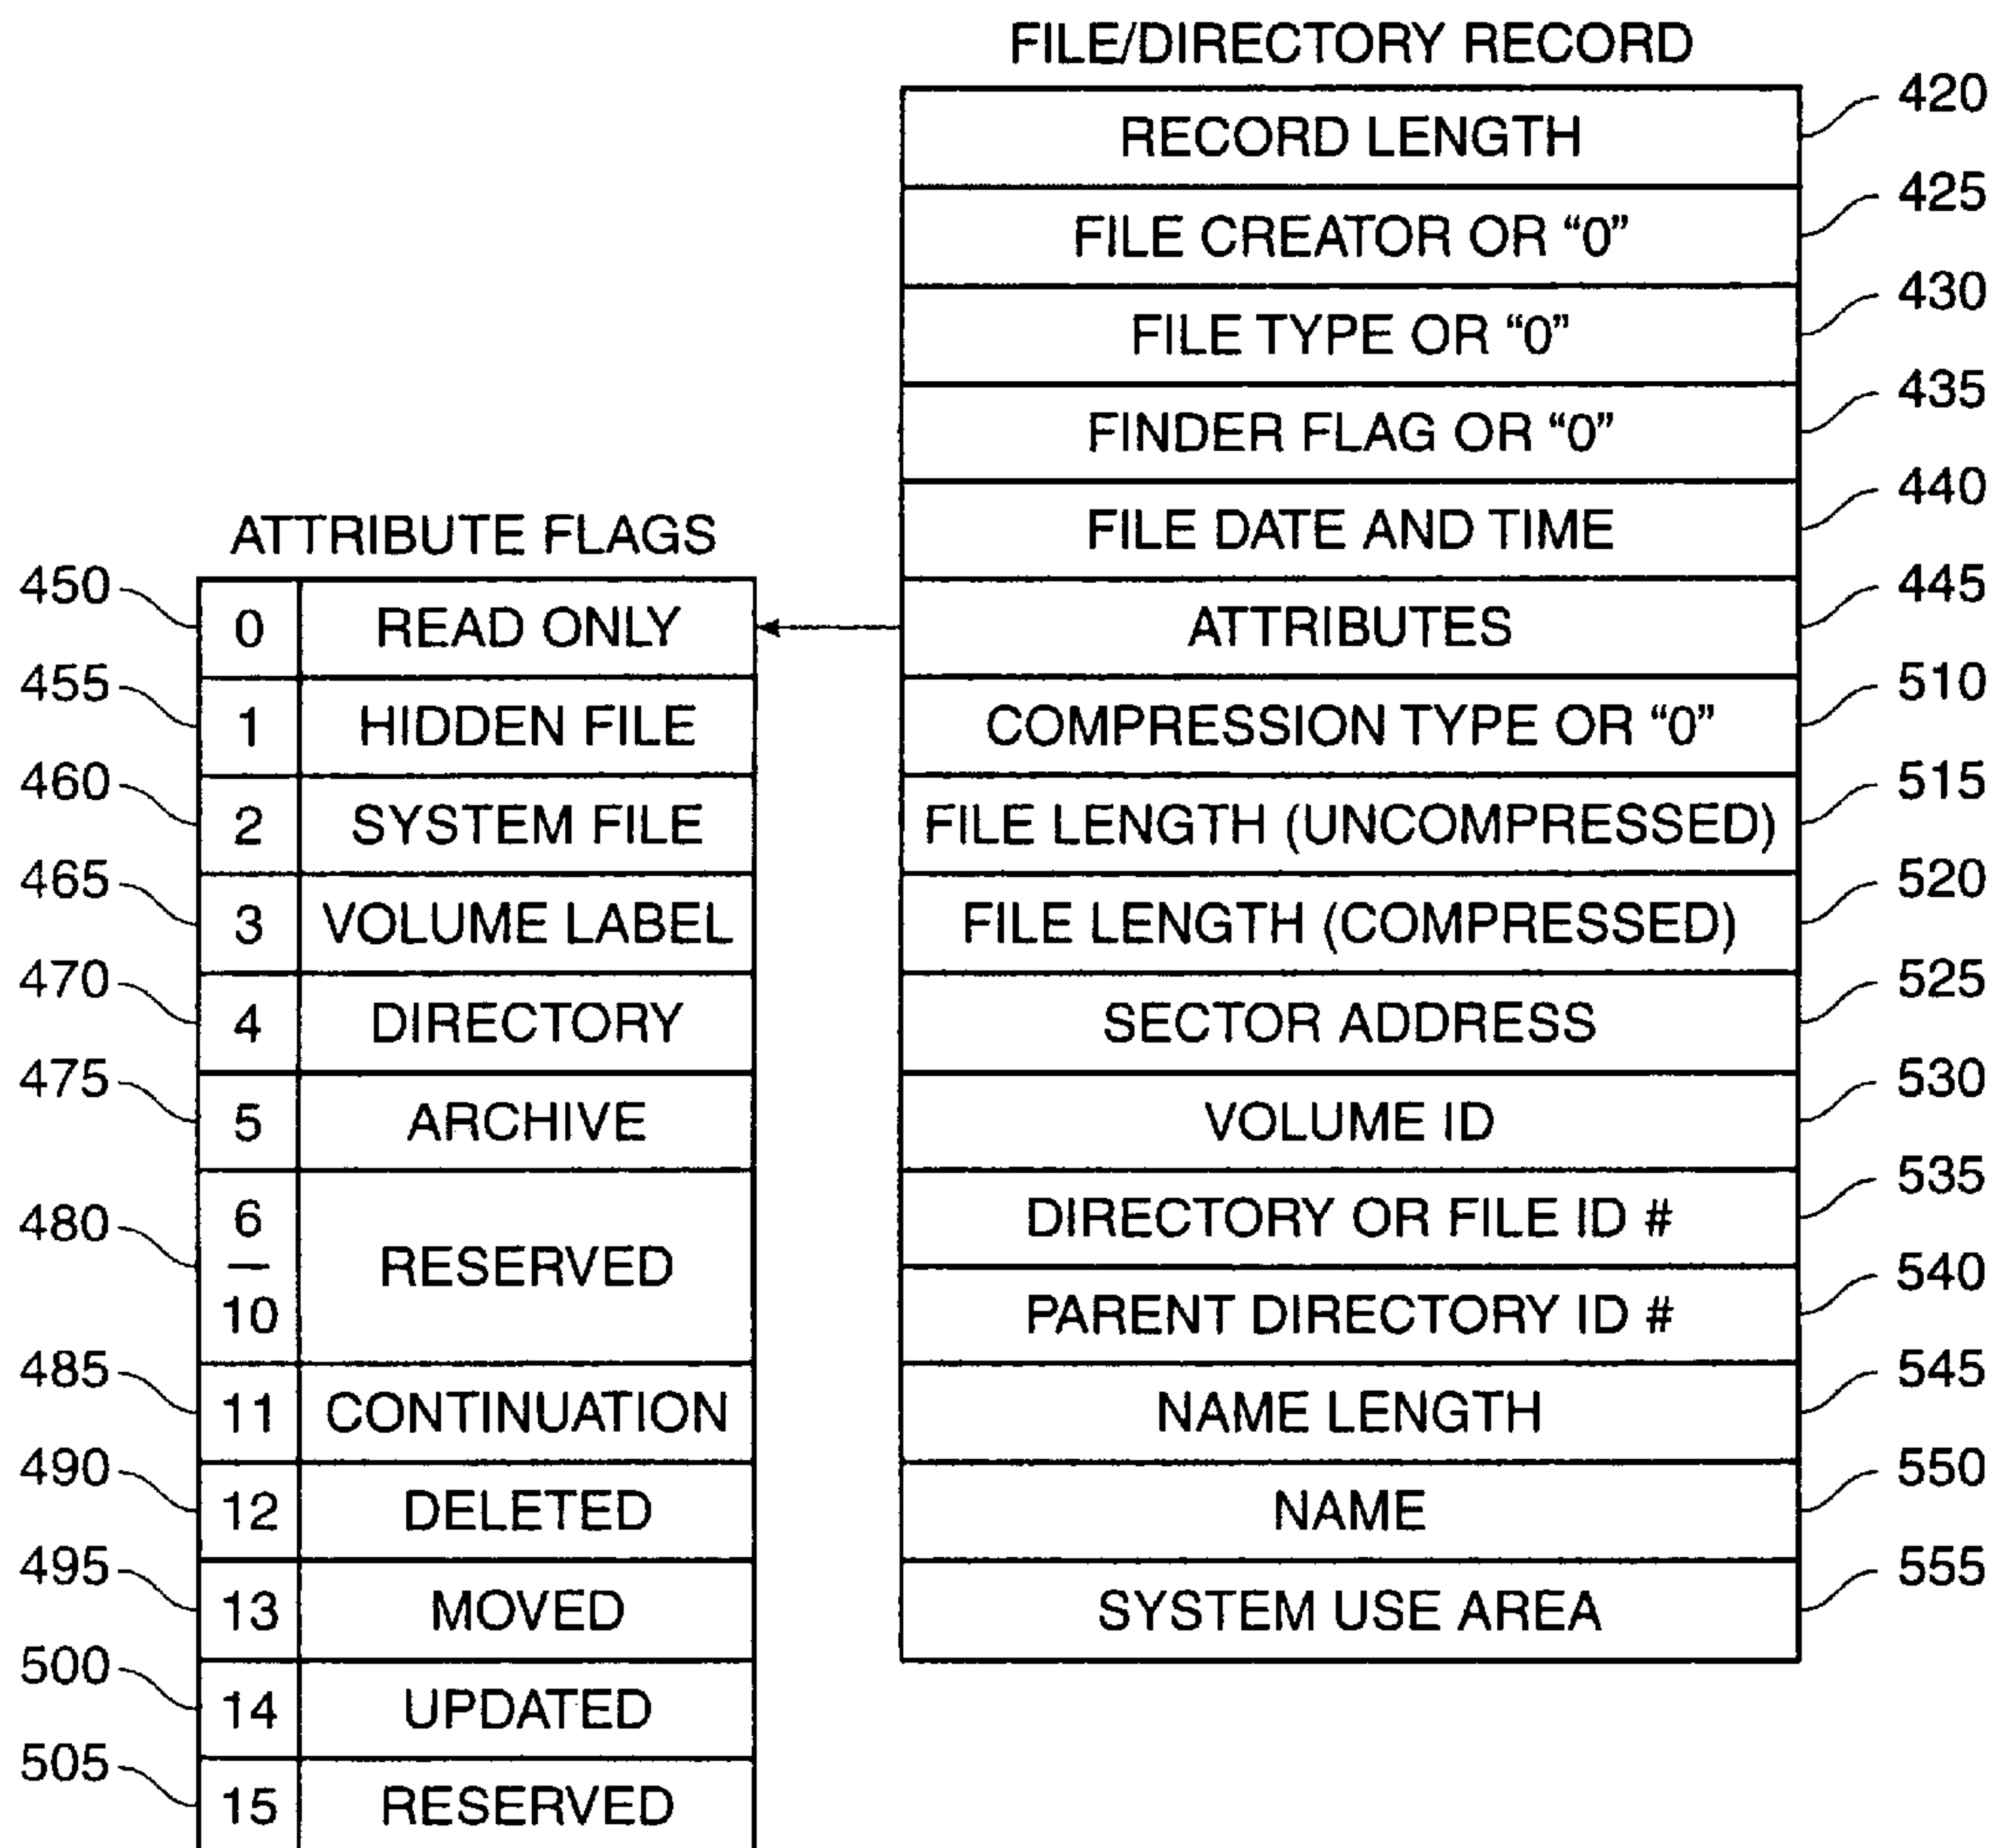 FILE/DIRECTORY RECORD
RECORD LENGTH 420
FILE CREATOR OR “0” 425
FILE TYPE OR “0” 430
FINDER FLAG OR “0” 435
FILE DATE AND TIME 440
ATTRIBUTES 445
COMPRESSION TYPE OR “0” 510
FILE LENGTH (UNCOMPRESSED) 515
FILE LENGTH (COMPRESSED) 520
SECTOR ADDRESS 525
VOLUME ID 530
DIRECTORY OR FILE ID # 535
PARENT DIRECTORY ID # 540
NAME LENGTH 545
NAME 550
SYSTEM USE AREA 555
ATTRIBUTE FLAGS
450 0 READ ONLY
455 1 HIDDEN FILE
460 2 SYSTEM FILE
465 3 VOLUME LABEL
470 4 DIRECTORY
475 5 ARCHIVE
480 6 — 10 RESERVED
485 11 CONTINUATION
490 12 DELETED
495 13 MOVED
500 14 UPDATED
505 15 RESERVED